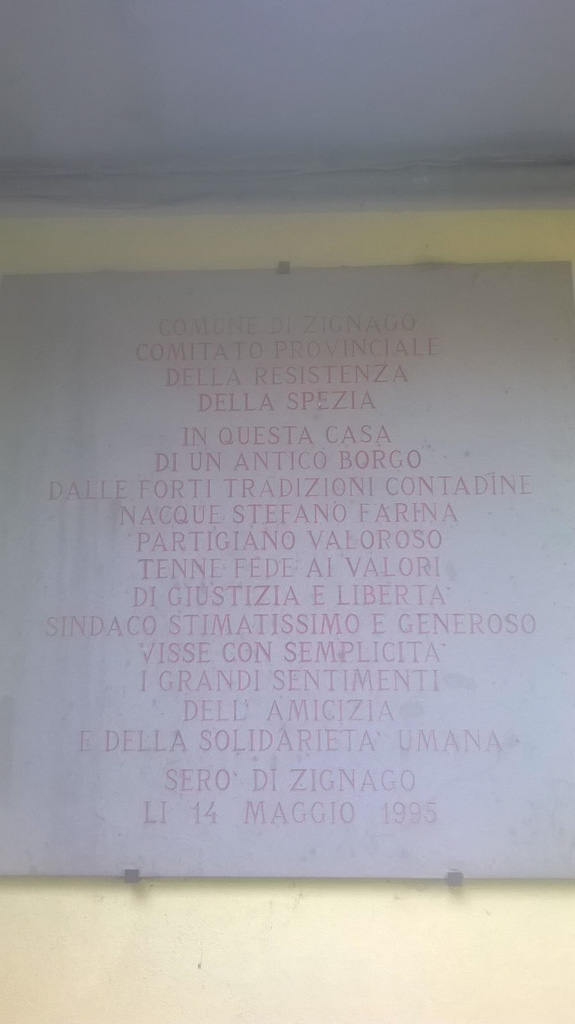 COMUNE DI ZIGNAGO
COMITATO PROVINCIALE
DELLA RESISTENZA
DELLA SPEZIA
IN QUESTA CASA
DI UN ANTICO BORGO
DALLE FORTI TRADIZIONI CONTADINE
NACQUE STEFANO FARINA
PARTIGIANO VALOROSO
TENNE FEDE AI VALORI
DI GIUSTIZIA E LIBERTA'
SINDACO STIMATISSIMO E GENEROSO
VISSE CON SEMPLICITA'
I GRANDI SENTIMENTI
DELL' AMICIZIA
E DELLA SOLIDARIETA' UMANA
SERO' DI ZIGNAGO
LI 14 MAGGIO 1995